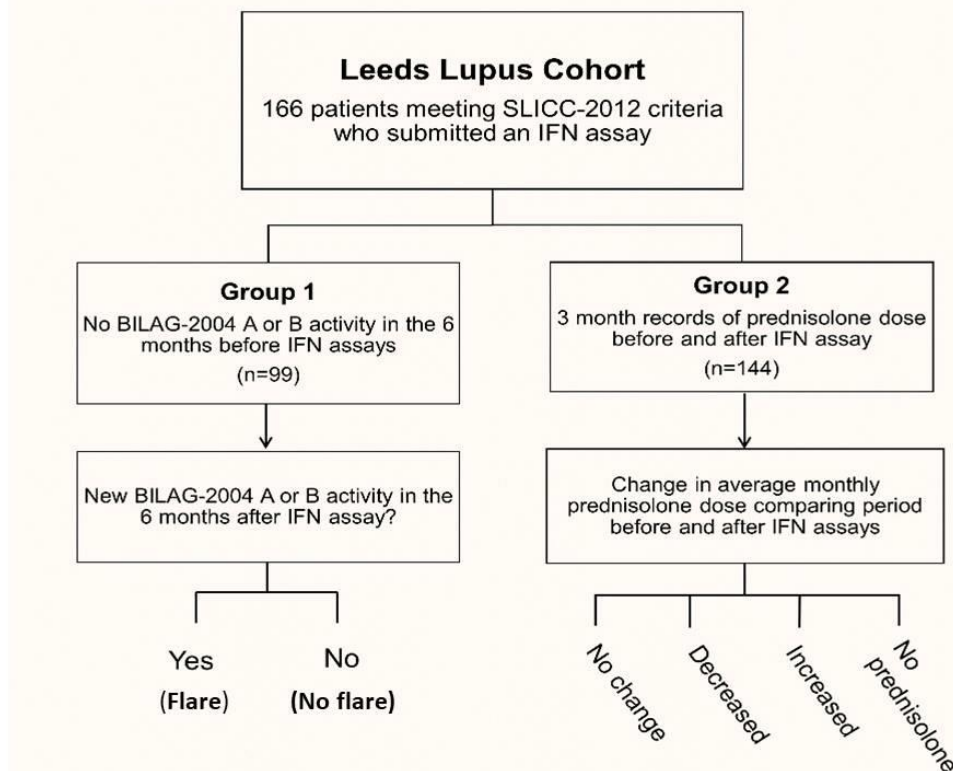 Leeds Lupus Cohort
166 patients meeting SLICC-2012 criteria
who submitted an IFN assay
Group 1
No BILAG-2004 A or B activity in the 6
months before IFN assays
(n=99)
Group 2
3 month records of prednisolone dose
before and after IFN assay
(n=144)
New BILAG-2004 A or B activity in the
6 months after IFN assay?
Change in average monthly
prednisolone dose comparing period
before and after IFN assays
Yes
(Flare)
No
(No flare)
No change
Decreased
Increased
No
prednisolone